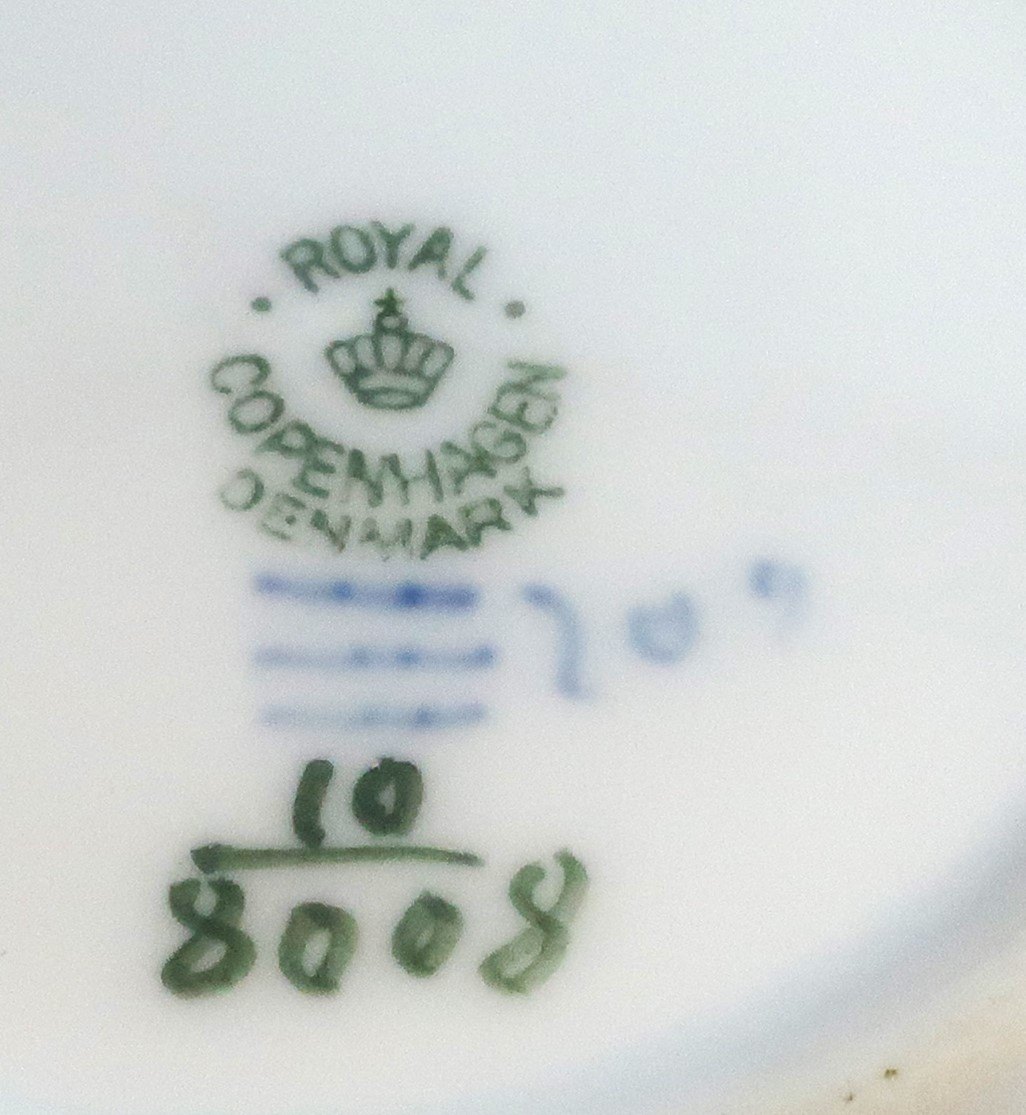 ROYAL
COPENHAGEN
DENMARK
10
8008